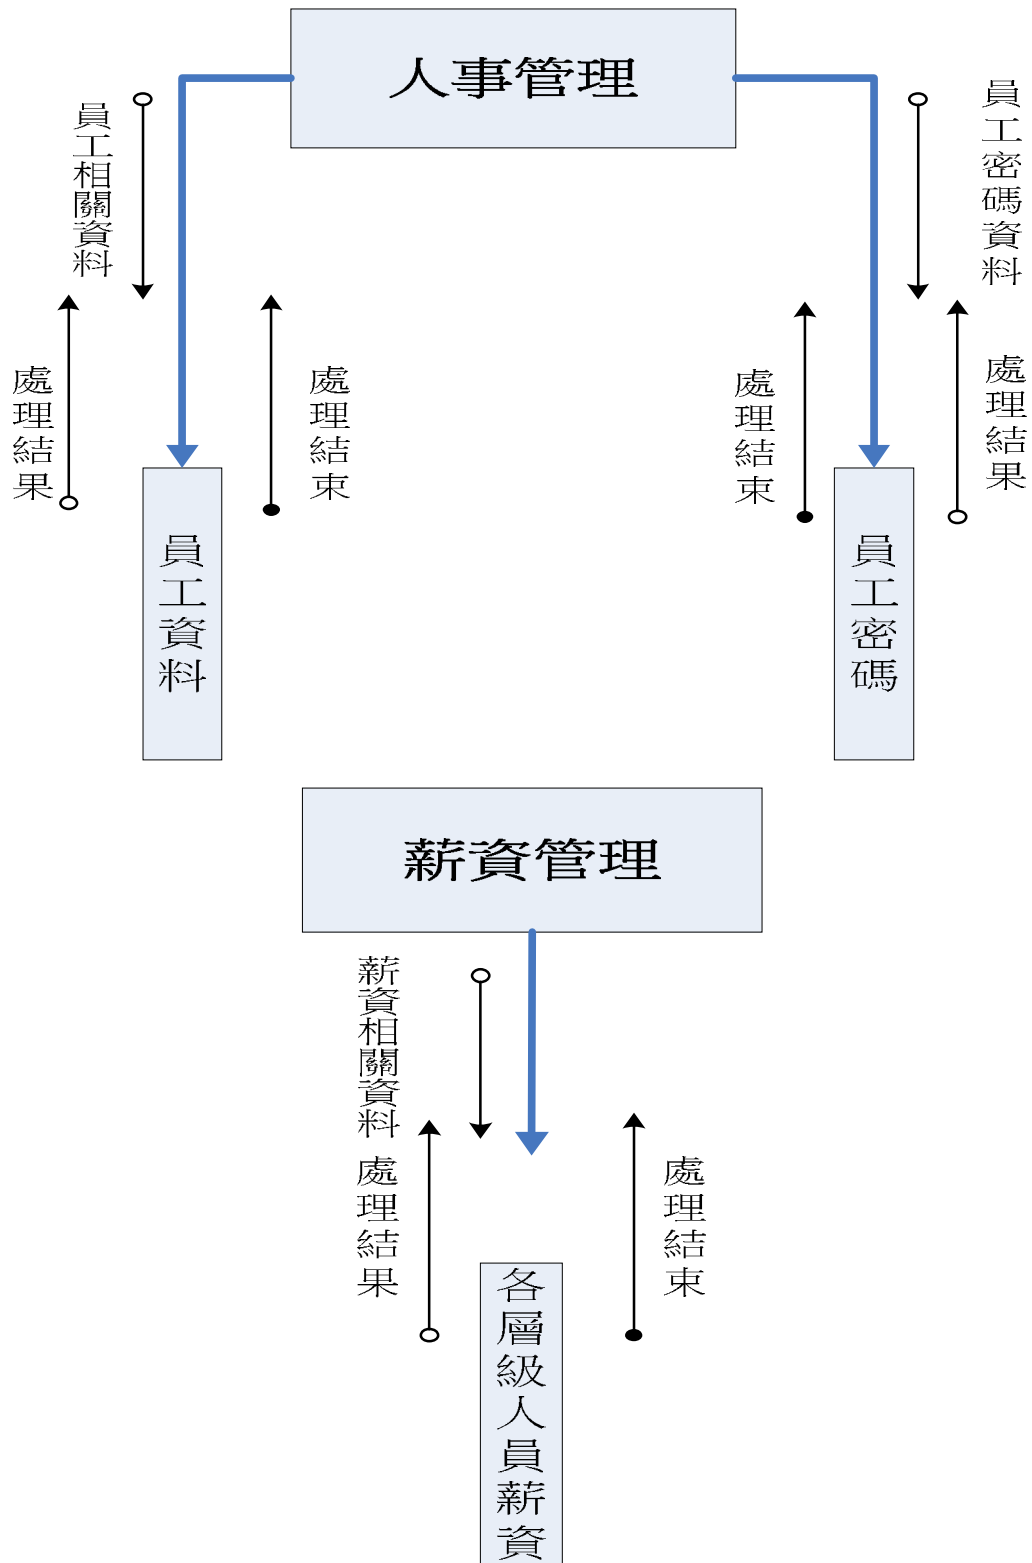 人事管理
員工相關資料
員工密碼資料
處理結果
處理結束
處理結束
處理結果
員工資料
員工密碼
薪資管理
薪資相關資料
處理結果
處理結束
各層級人員薪資